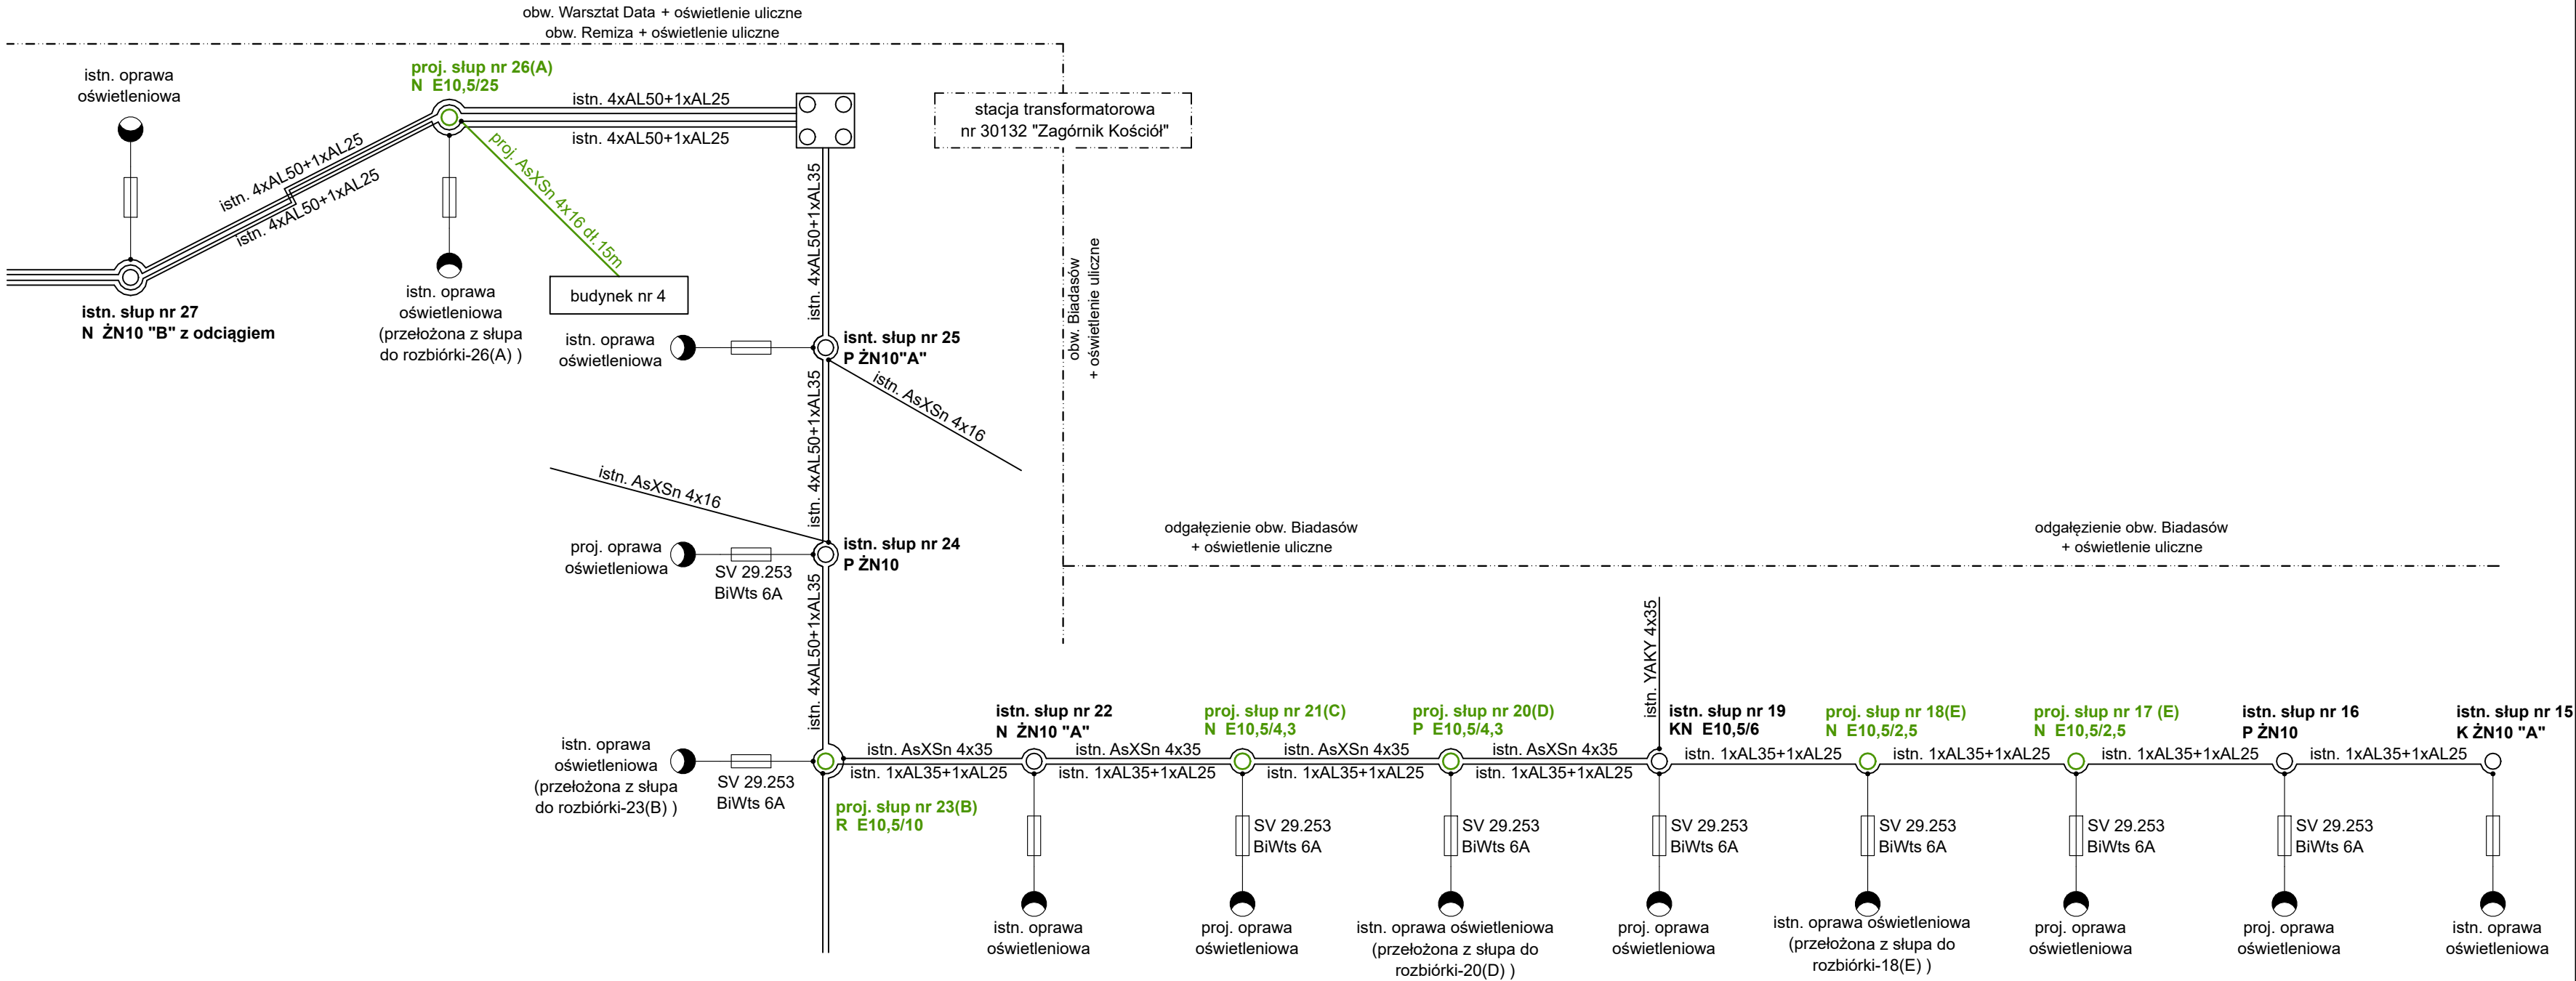 obw. Warsztat Data + oświetlenie uliczne
obw. Remiza + oświetlenie uliczne
istn. oprawa
oświetleniowa
proj. słup nr 26(A)
N E10,5/25
istn. 4xAL50+1xAL25
istn. 4xAL50+1xAL25
stacja transformatorowa
nr 30132 "Zagórnik Kościół"
istn. 4xAL50+1xAL25
istn. 4xAL50+1xAL25
proj. AsXSn 4x16 dł.15m
budynek nr 4
istn. słup nr 27
N ŻN10 "B" z odciągiem
istn. oprawa
oświetleniowa
(przełożona z słupa
do rozbiórki-26(A) )
istn. 4xAL50+1xAL35
obw. Biadasów
+ oświetlenie uliczne
istn. oprawa
oświetleniowa
isnt. słup nr 25
P ŻN10"A"
istn. AsXSn 4x16
istn. 4xAL50+1xAL35
istn. AsXSn 4x16
proj. oprawa
oświetleniowa
SV 29.253
BiWts 6A
istn. słup nr 24
P ŻN10
odgałęzienie obw. Biadasów
+ oświetlenie uliczne
odgałęzienie obw. Biadasów
+ oświetlenie uliczne
istn. 4xAL50+1xAL35
istn. YAKY 4x35
istn. oprawa
oświetleniowa
(przełożona z słupa
do rozbiórki-23(B) )
SV 29.253
BiWts 6A
proj. słup nr 23(B)
R E10,5/10
istn. AsXSn 4x35
istn. 1xAL35+1xAL25
istn. słup nr 22
N ŻN10 "A"
istn. AsXSn 4x35
istn. 1xAL35+1xAL25
proj. słup nr 21(C)
N E10,5/4,3
istn. AsXSn 4x35
istn. 1xAL35+1xAL25
proj. słup nr 20(D)
P E10,5/4,3
istn. AsXSn 4x35
istn. 1xAL35+1xAL25
istn. słup nr 19
KN E10,5/6
istn. 1xAL35+1xAL25
proj. słup nr 18(E)
N E10,5/2,5
istn. 1xAL35+1xAL25
proj. słup nr 17 (E)
N E10,5/2,5
istn. 1xAL35+1xAL25
istn. słup nr 16
P ŻN10
istn. 1xAL35+1xAL25
istn. słup nr 15
K ŻN10 "A"
SV 29.253
BiWts 6A
SV 29.253
BiWts 6A
SV 29.253
BiWts 6A
SV 29.253
BiWts 6A
SV 29.253
BiWts 6A
SV 29.253
BiWts 6A
istn. oprawa
oświetleniowa
proj. oprawa
oświetleniowa
istn. oprawa oświetleniowa
(przełożona z słupa do
rozbiórki-20(D) )
proj. oprawa
oświetleniowa
istn. oprawa oświetleniowa
(przełożona z słupa do
rozbiórki-18(E) )
proj. oprawa
oświetleniowa
proj. oprawa
oświetleniowa
istn. oprawa
oświetleniowa